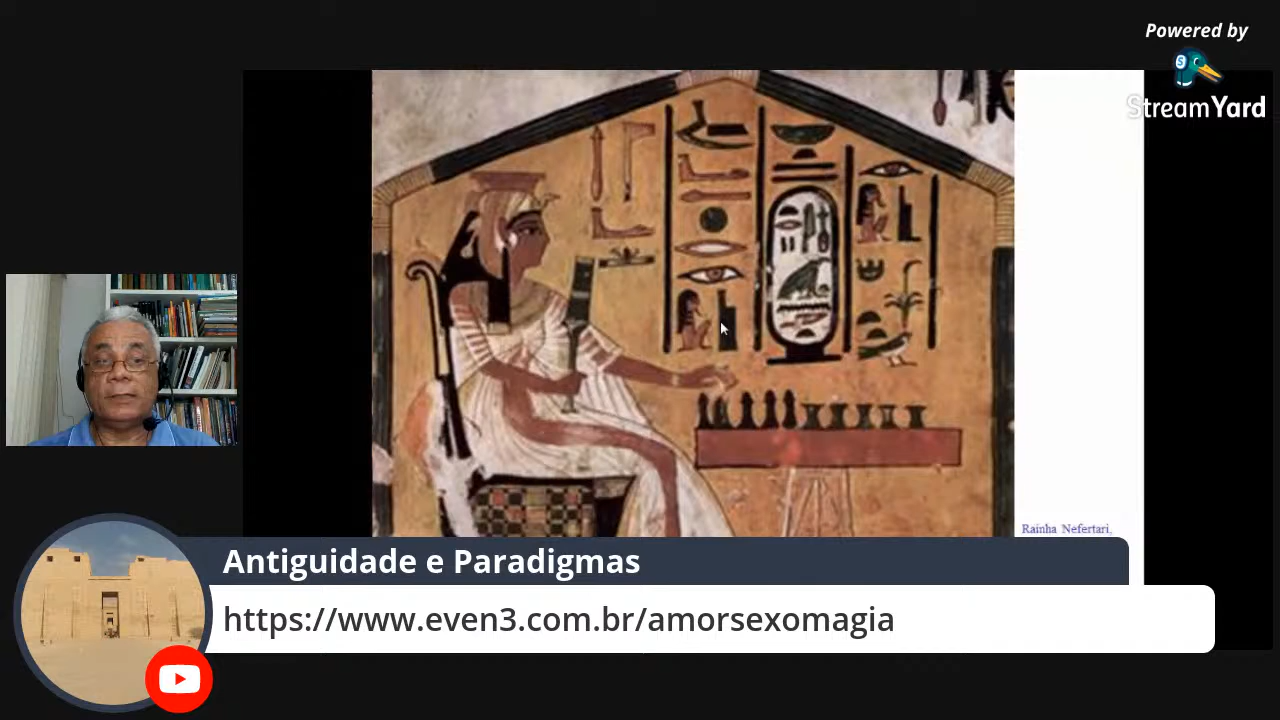 Powered by
StreamYard
Rainha Nefertari,
Antiguidade e Paradigmas
https://www.even3.com.br/amorsexomagia